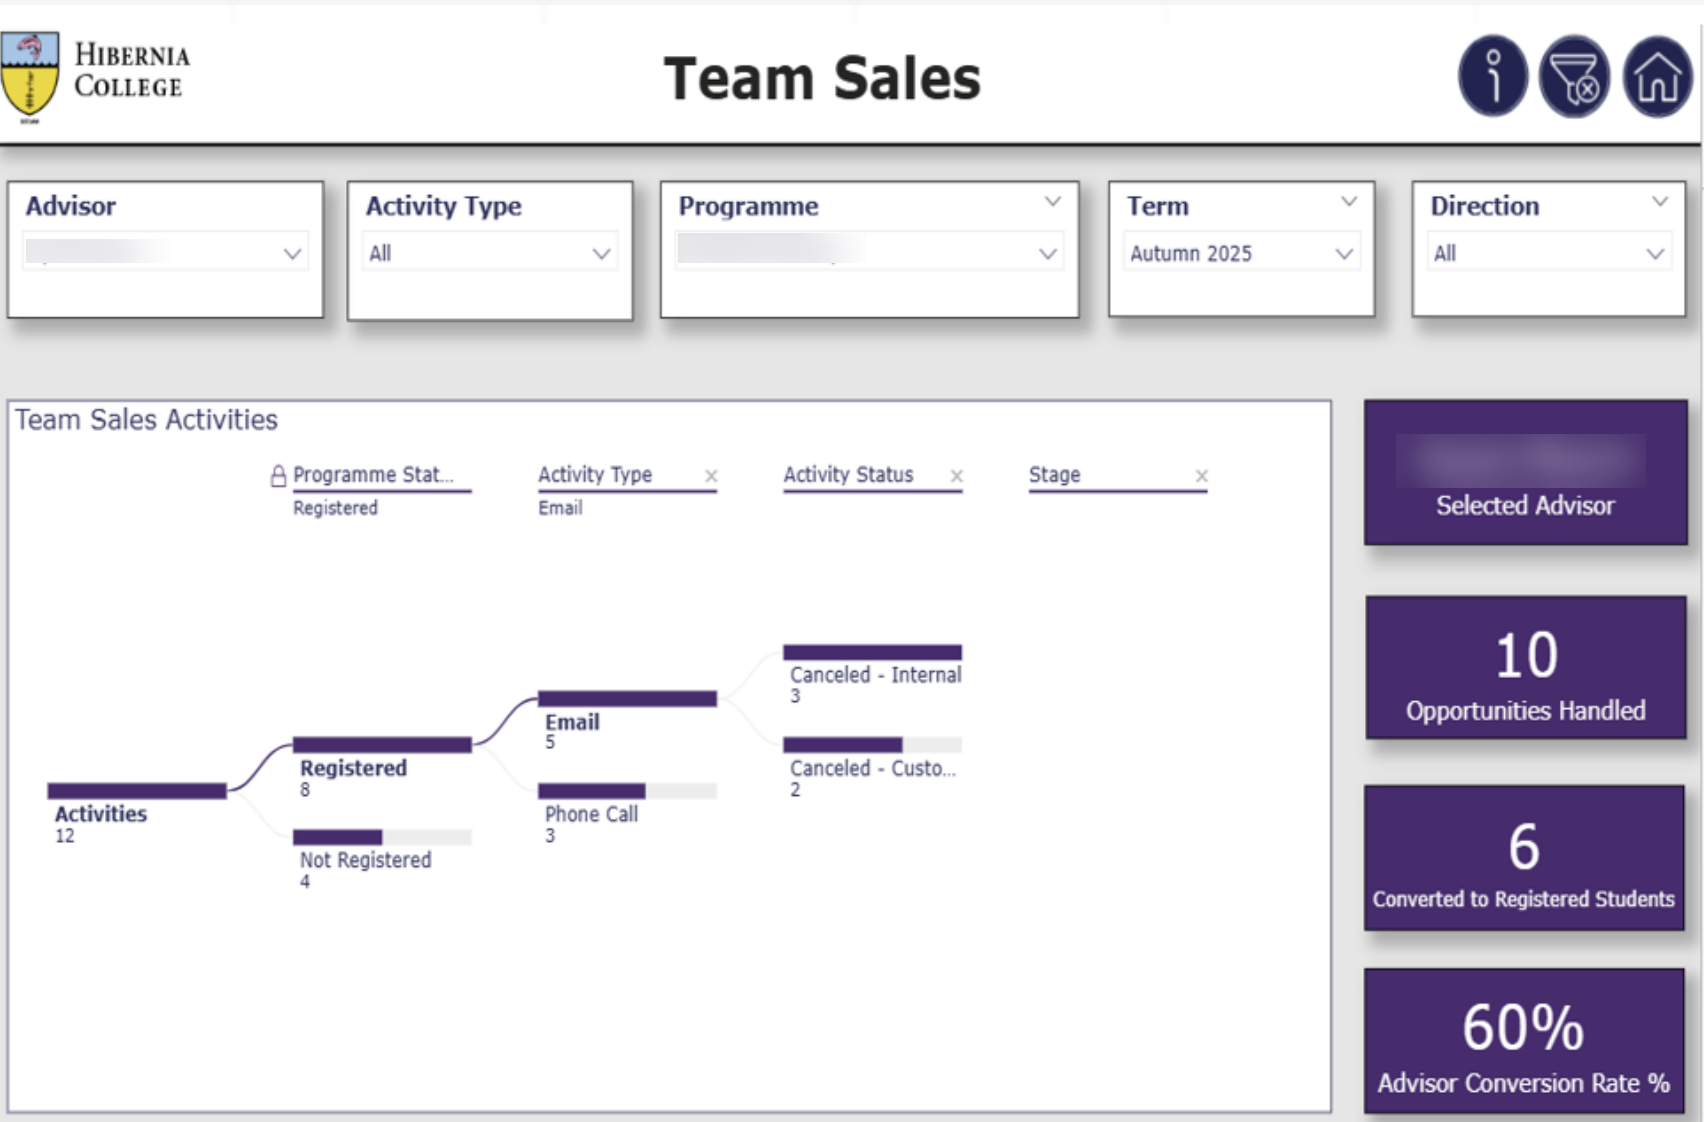 HIBERNIA
COLLEGE
Team Sales
Advisor
Activity Type
All
Programme
Term
Autumn 2025
Direction
All
Team Sales Activities
Programme Stat...
Registered
Activity Type
Email
Activity Status
Stage
Activities
12
Registered
8
Not Registered
4
Email
5
Phone Call
3
Canceled - Internal
3
Canceled - Custo...
2
Selected Advisor
10
Opportunities Handled
6
Converted to Registered Students
60%
Advisor Conversion Rate %